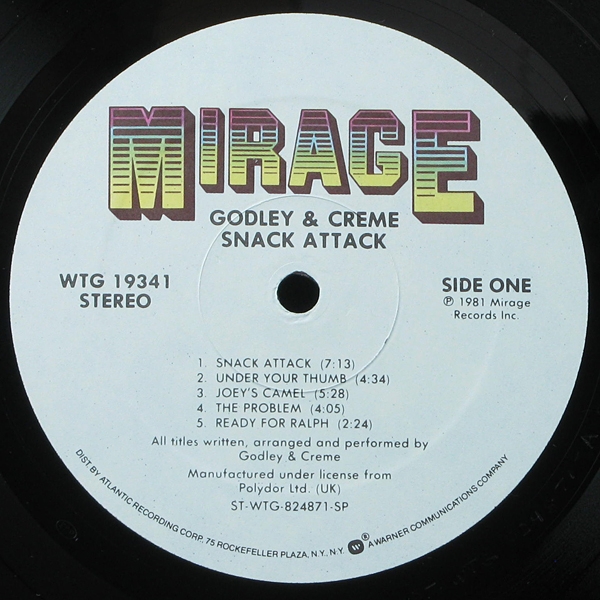 MIRAGE
GODLEY & CREME
SNACK ATTACK
WTG 19341
STEREO
SIDE ONE
℗ 1981 Mirage
Records Inc.
1. SNACK ATTACK (7:13)
2. UNDER YOUR THUMB (4:34)
3. JOEY'S CAMEL (5:28)
4. THE PROBLEM (4:05)
5. READY FOR RALPH (2:24)
All titles written, arranged and performed by
Godley & Creme
Manufactured under license from
Polydor Ltd. (UK)
ST-WTG-824871-SP
DIST BY ATLANTIC RECORDING CORP. 75 ROCKEFELLER PLAZA, N.Y., N.Y. W® A WARNER COMMUNICATIONS COMPANY